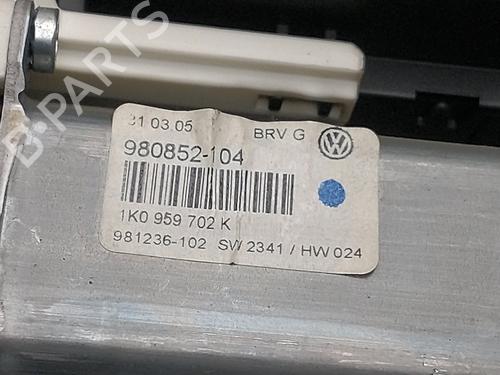 31 03 05 BRV G
980852-104
1K0 959 702 K
981236-102 SW 2341 / HW 024
B-PARTS